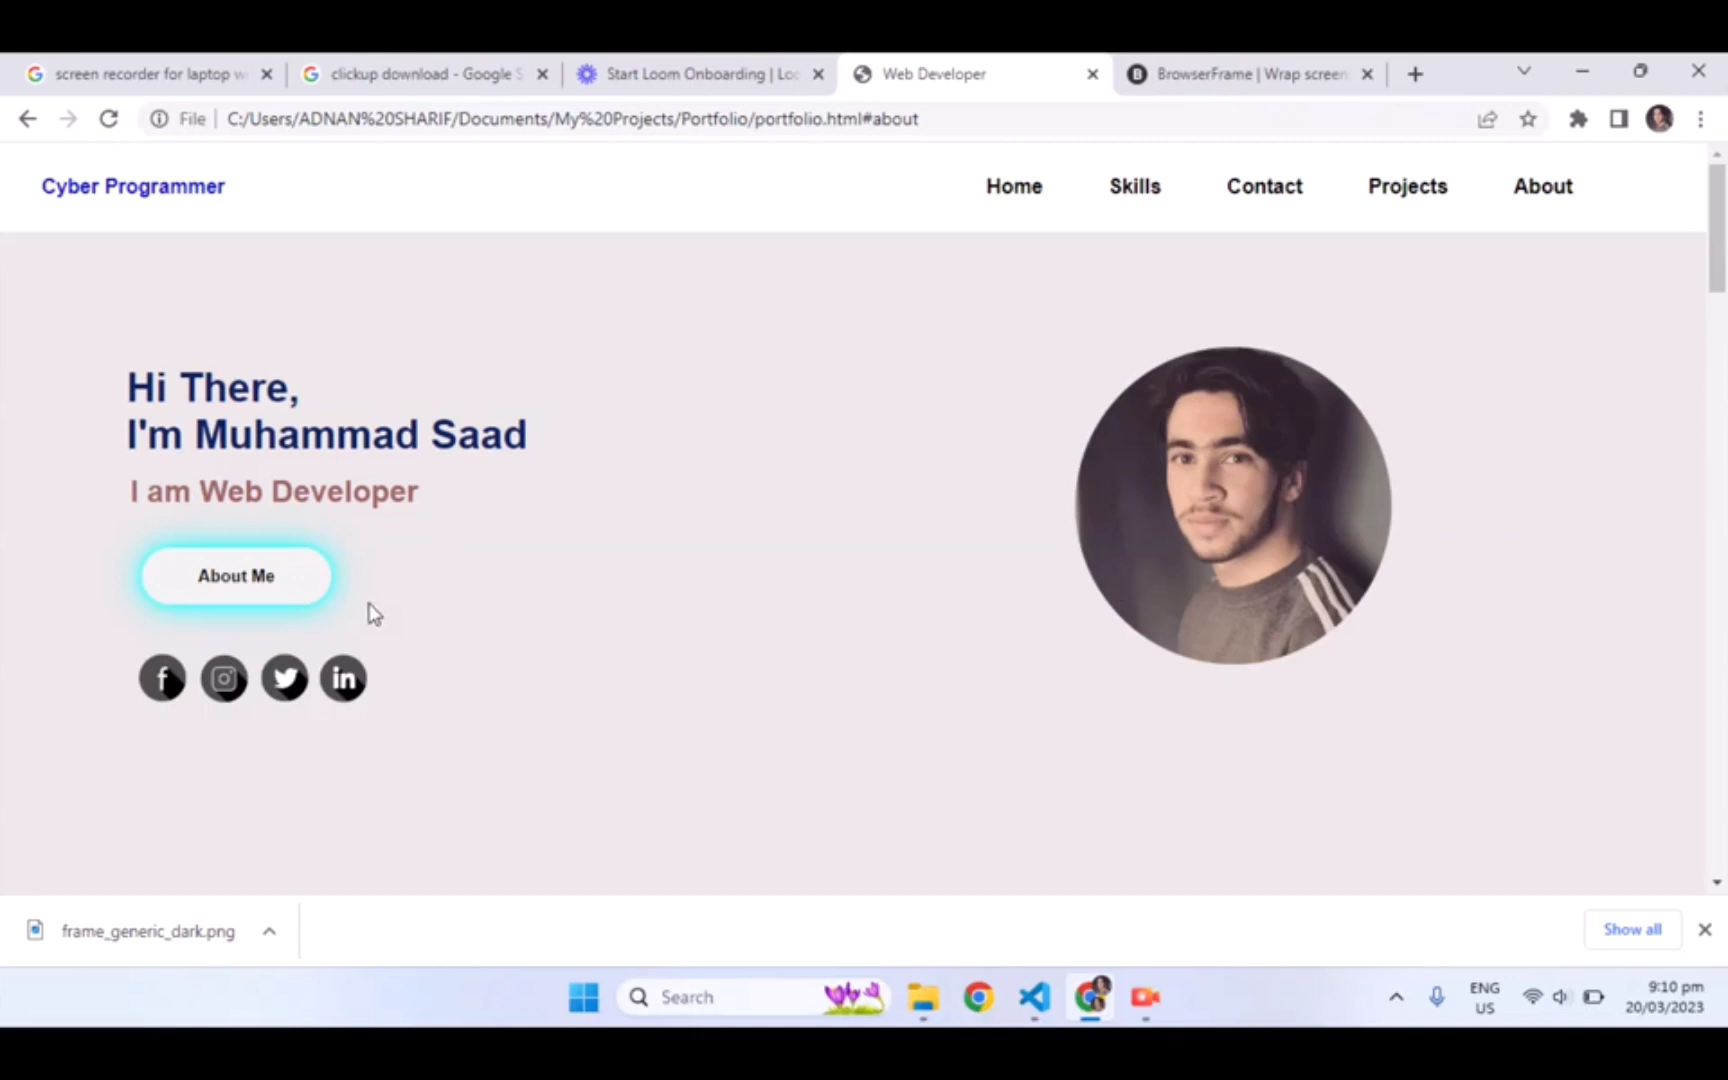 screen recorder for laptop w
clickup download - Google S
Start Loom Onboarding | Loo
Web Developer
BrowserFrame | Wrap screen
File
C:/Users/ADNAN%20SHARIF/Documents/My%20Projects/Portfolio/portfolio.html#about
Cyber Programmer
Home
Skills
Contact
Projects
About
Hi There,
I'm Muhammad Saad
I am Web Developer
About Me
f
in
frame_generic_dark.png
Show all
Search
ENG
US
9:10 pm
20/03/2023